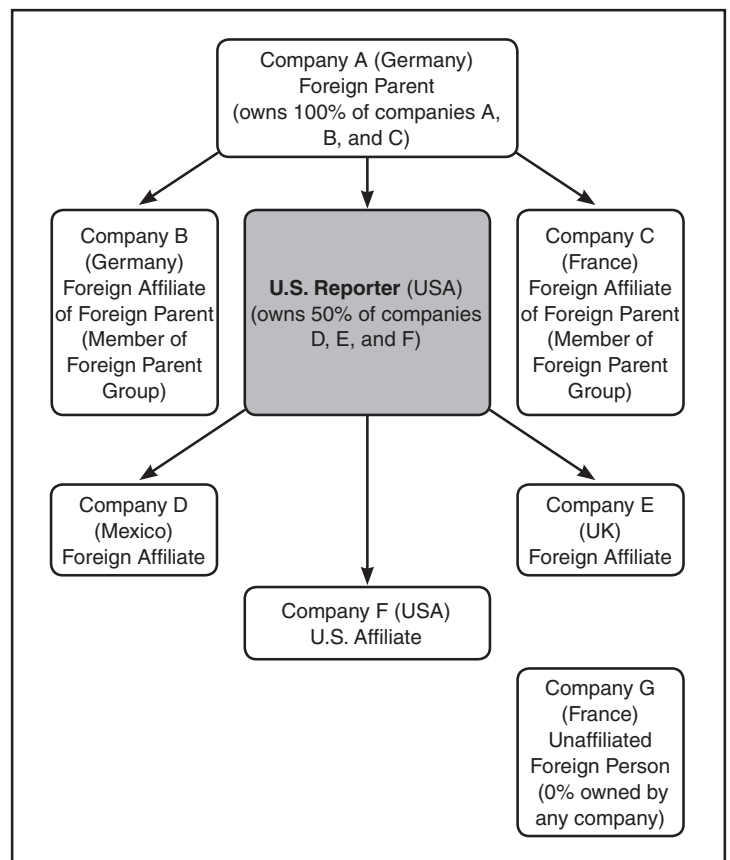 Company A (Germany)
Foreign Parent
(owns 100% of companies A,
B, and C)
Company B
(Germany)
Foreign Affiliate
of Foreign Parent
(Member of
Foreign Parent
Group)
U.S. Reporter (USA)
(owns 50% of companies
D, E, and F)
Company C
(France)
Foreign Affiliate
of Foreign Parent
(Member of
Foreign Parent
Group)
Company D
(Mexico)
Foreign Affiliate
Company E
(UK)
Foreign Affiliate
Company F (USA)
U.S. Affiliate
Company G
(France)
Unaffiliated
Foreign Person
(0% owned by
any company)